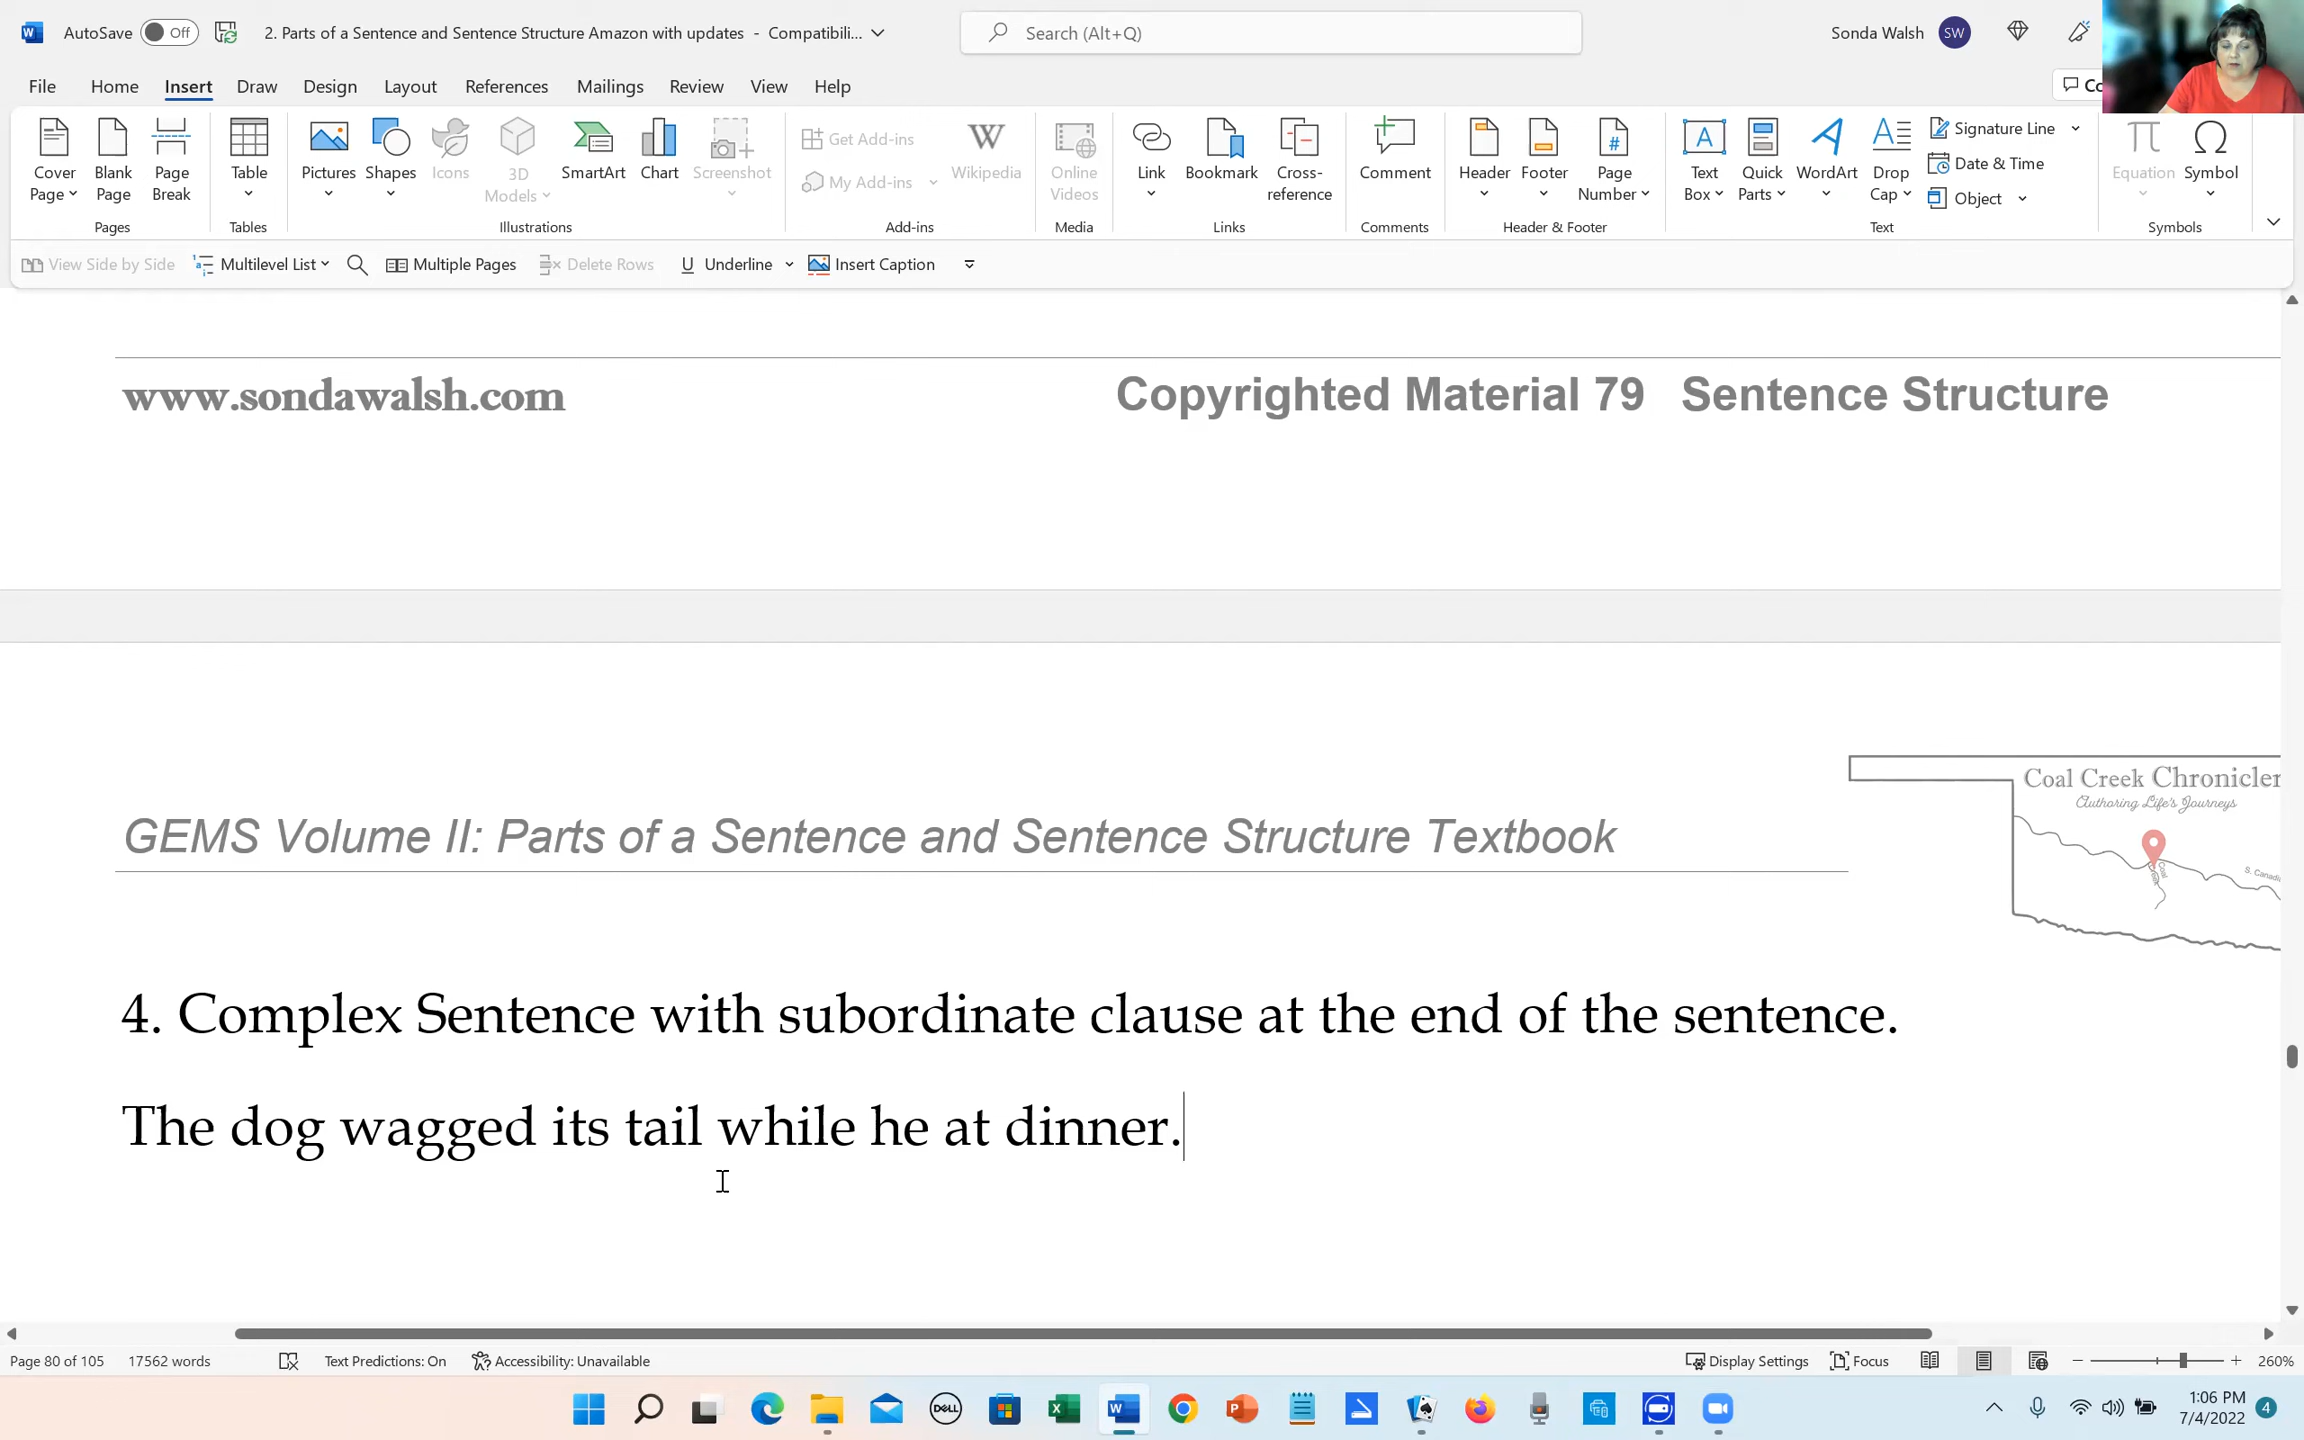 AutoSave Off 2. Parts of a Sentence and Sentence Structure Amazon with updates - Compatibili... Search (Alt+Q) Sonda Walsh SW
File Home Insert Draw Design Layout References Mailings Review View Help Co
Cover Page Blank Page Page Break Table Pictures Shapes Icons 3D Models SmartArt Chart Screenshot Get Add-ins My Add-ins W Wikipedia Online Videos Link Bookmark Cross-reference Comment Header Footer # Page Number A Text Box Quick Parts A WordArt A Drop Cap Signature Line Date & Time Object π Equation Ω Symbol
Pages Tables Illustrations Add-ins Media Links Comments Header & Footer Text Symbols
View Side by Side Multilevel List Multiple Pages Delete Rows U Underline Insert Caption
www.sondawalsh.com Copyrighted Material 79 Sentence Structure
Coal Creek Chronicler
Authoring Life's Journeys
GEMS Volume II: Parts of a Sentence and Sentence Structure Textbook
Coal
S. Canadi
4. Complex Sentence with subordinate clause at the end of the sentence.
The dog wagged its tail while he at dinner.
Page 80 of 105 17562 words Text Predictions: On Accessibility: Unavailable Display Settings Focus 260%
DELL X W P 1:06 PM
7/4/2022 4